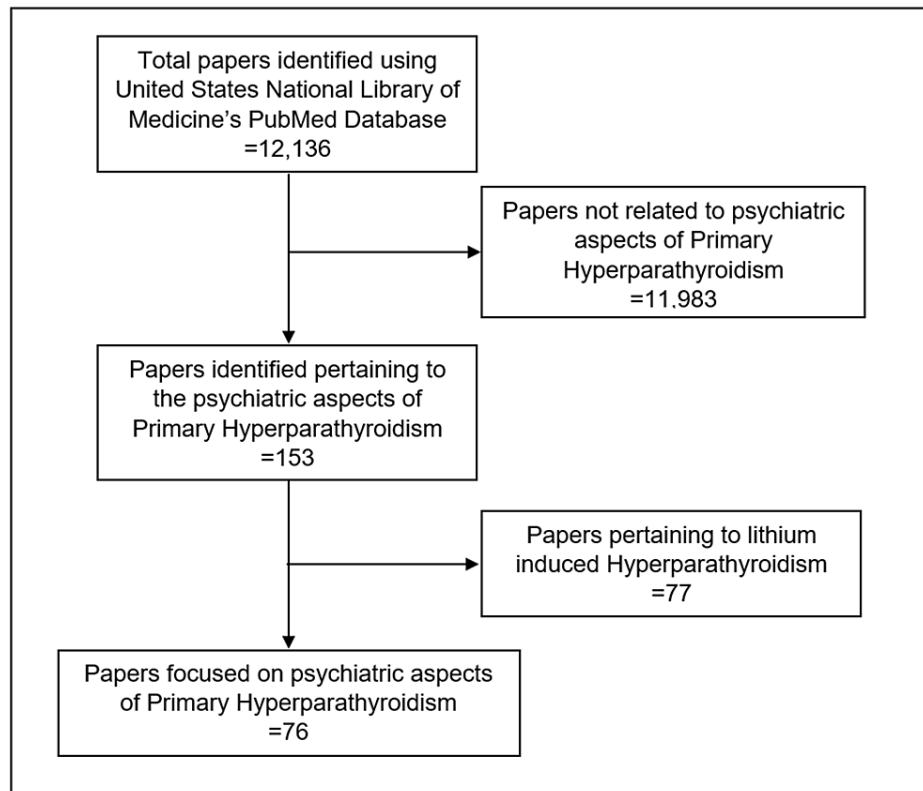 Total papers identified using
United States National Library of
Medicine's PubMed Database
=12,136
Papers not related to psychiatric
aspects of Primary
Hyperparathyroidism
=11,983
Papers identified pertaining to
the psychiatric aspects of
Primary Hyperparathyroidism
=153
Papers pertaining to lithium
induced Hyperparathyroidism
=77
Papers focused on psychiatric aspects
of Primary Hyperparathyroidism
=76